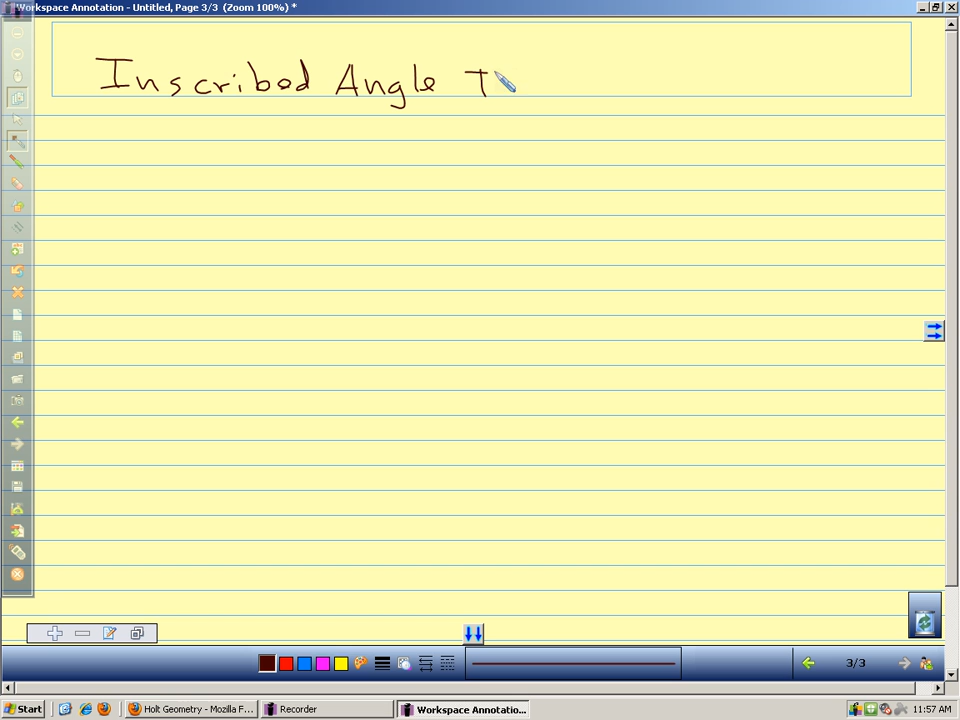 Workspace Annotation - Untitled, Page 3/3 (Zoom 100%) *
Inscribed Angle T
3/3
Start
Holt Geometry - Mozilla F...
Recorder
Workspace Annotatio...
11:57 AM